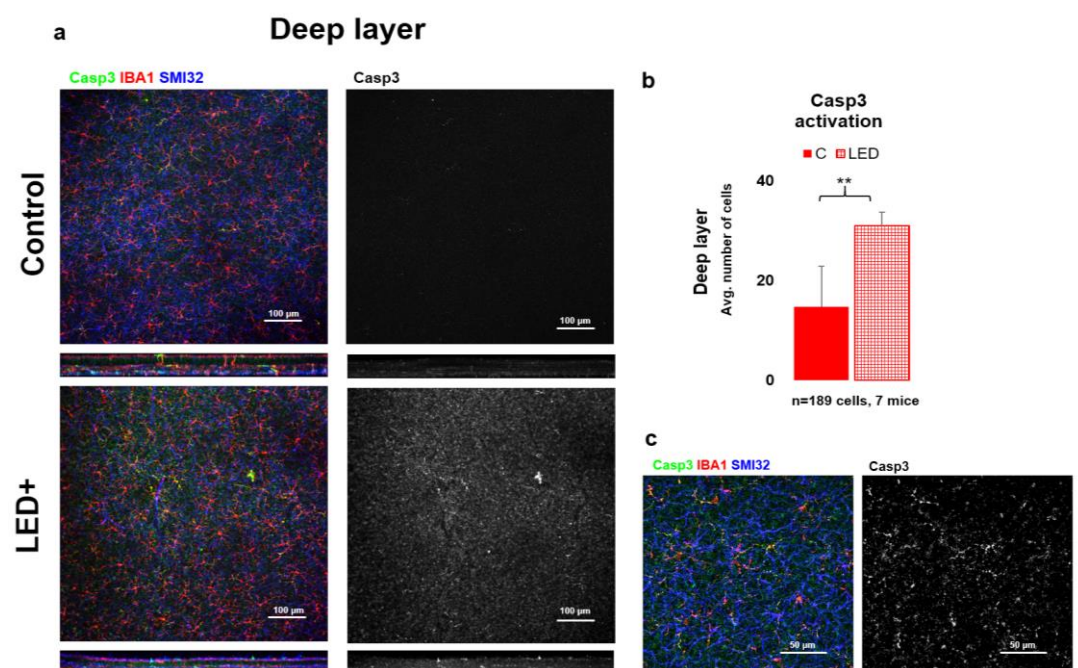 a
Deep layer
Casp3 IBA1 SMI32
Casp3
Control
100 µm
100 µm
LED+
100 µm
100 µm
b
Casp3
activation
C LED
**
Deep layer
Avg. number of cells
40
20
0
n=189 cells, 7 mice
c
Casp3 IBA1 SMI32
Casp3
50 µm
50 µm